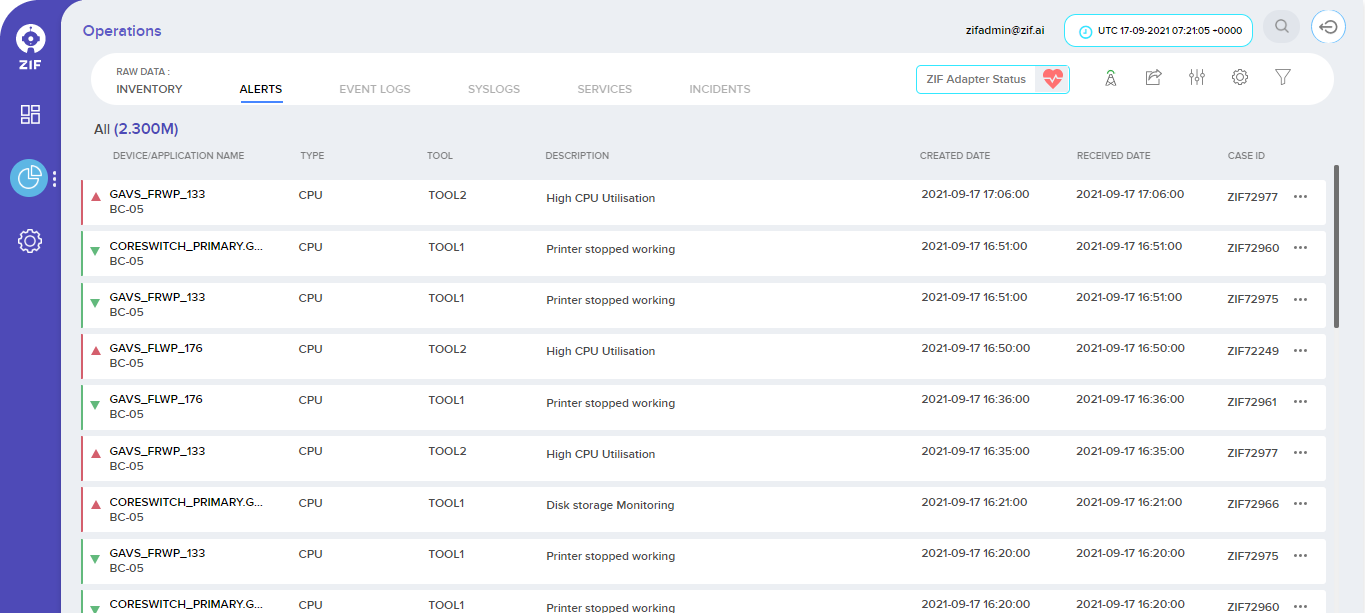 Operations
zifadmin@zif.ai
UTC 17-09-2021 07:21:05 +0000
ZIF
RAW DATA :
INVENTORY
ALERTS
EVENT LOGS
SYSLOGS
SERVICES
INCIDENTS
ZIF Adapter Status
All (2.300M)
DEVICE/APPLICATION NAME TYPE TOOL DESCRIPTION CREATED DATE RECEIVED DATE CASE ID
GAVS_FRWP_133 CPU TOOL2 High CPU Utilisation 2021-09-17 17:06:00 2021-09-17 17:06:00 ZIF72977
BC-05
CORESWITCH_PRIMARY.G... CPU TOOL1 Printer stopped working 2021-09-17 16:51:00 2021-09-17 16:51:00 ZIF72960
BC-05
GAVS_FRWP_133 CPU TOOL1 Printer stopped working 2021-09-17 16:51:00 2021-09-17 16:51:00 ZIF72975
BC-05
GAVS_FLWP_176 CPU TOOL2 High CPU Utilisation 2021-09-17 16:50:00 2021-09-17 16:50:00 ZIF72249
BC-05
GAVS_FLWP_176 CPU TOOL1 Printer stopped working 2021-09-17 16:36:00 2021-09-17 16:36:00 ZIF72961
BC-05
GAVS_FRWP_133 CPU TOOL2 High CPU Utilisation 2021-09-17 16:35:00 2021-09-17 16:35:00 ZIF72977
BC-05
CORESWITCH_PRIMARY.G... CPU TOOL1 Disk storage Monitoring 2021-09-17 16:21:00 2021-09-17 16:21:00 ZIF72966
BC-05
GAVS_FRWP_133 CPU TOOL1 Printer stopped working 2021-09-17 16:20:00 2021-09-17 16:20:00 ZIF72975
BC-05
CORESWITCH_PRIMARY.G... CPU TOOL1 Printer stopped working 2021-09-17 16:20:00 2021-09-17 16:20:00 ZIF72960